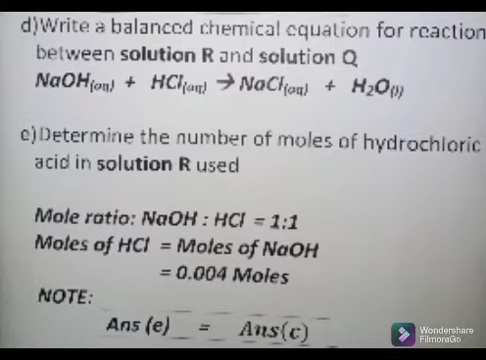 d)Write a balanced chemical equation for reaction
between solution R and solution Q
NaOH(aq) + HCl(aq) → NaCl(aq) + H2O(l)
e)Determine the number of moles of hydrochloric
acid in solution R used
Mole ratio: NaOH : HCl = 1:1
Moles of HCl = Moles of NaOH
= 0.004 Moles
NOTE:
Ans (e) = Ans(c)
Wondershare
FilmoraGo